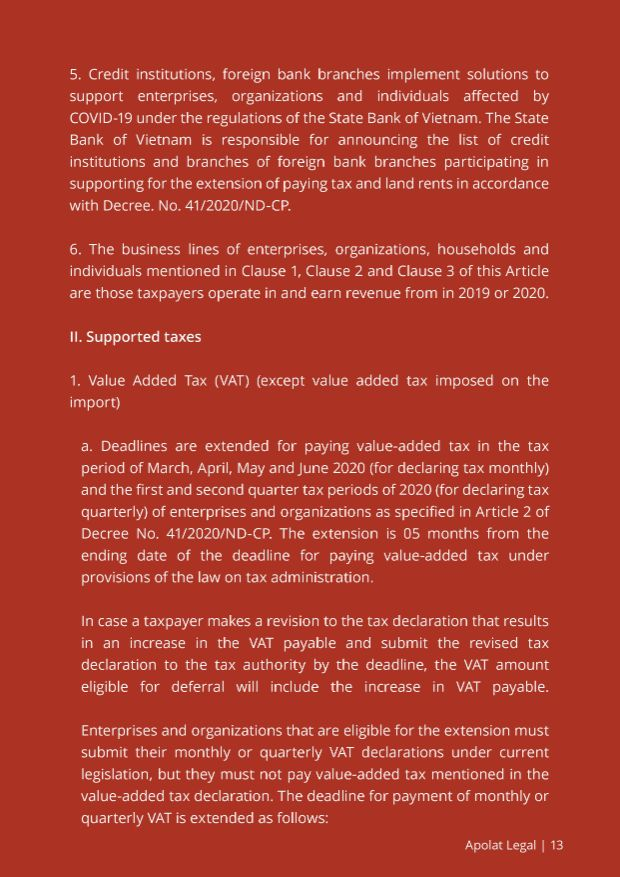 5. Credit institutions, foreign bank branches implement solutions to
support enterprises, organizations and individuals affected by
COVID-19 under the regulations of the State Bank of Vietnam. The State
Bank of Vietnam is responsible for announcing the list of credit
institutions and branches of foreign bank branches participating in
supporting for the extension of paying tax and land rents in accordance
with Decree. No. 41/2020/ND-CP.
6. The business lines of enterprises, organizations, households and
individuals mentioned in Clause 1, Clause 2 and Clause 3 of this Article
are those taxpayers operate in and earn revenue from in 2019 or 2020.
II. Supported taxes
1. Value Added Tax (VAT) (except value added tax imposed on the
import)
a. Deadlines are extended for paying value-added tax in the tax
period of March, April, May and June 2020 (for declaring tax monthly)
and the first and second quarter tax periods of 2020 (for declaring tax
quarterly) of enterprises and organizations as specified in Article 2 of
Decree No. 41/2020/ND-CP. The extension is 05 months from the
ending date of the deadline for paying value-added tax under
provisions of the law on tax administration.
In case a taxpayer makes a revision to the tax declaration that results
in an increase in the VAT payable and submit the revised tax
declaration to the tax authority by the deadline, the VAT amount
eligible for deferral will include the increase in VAT payable.
Enterprises and organizations that are eligible for the extension must
submit their monthly or quarterly VAT declarations under current
legislation, but they must not pay value-added tax mentioned in the
value-added tax declaration. The deadline for payment of monthly or
quarterly VAT is extended as follows:
Apolat Legal | 13